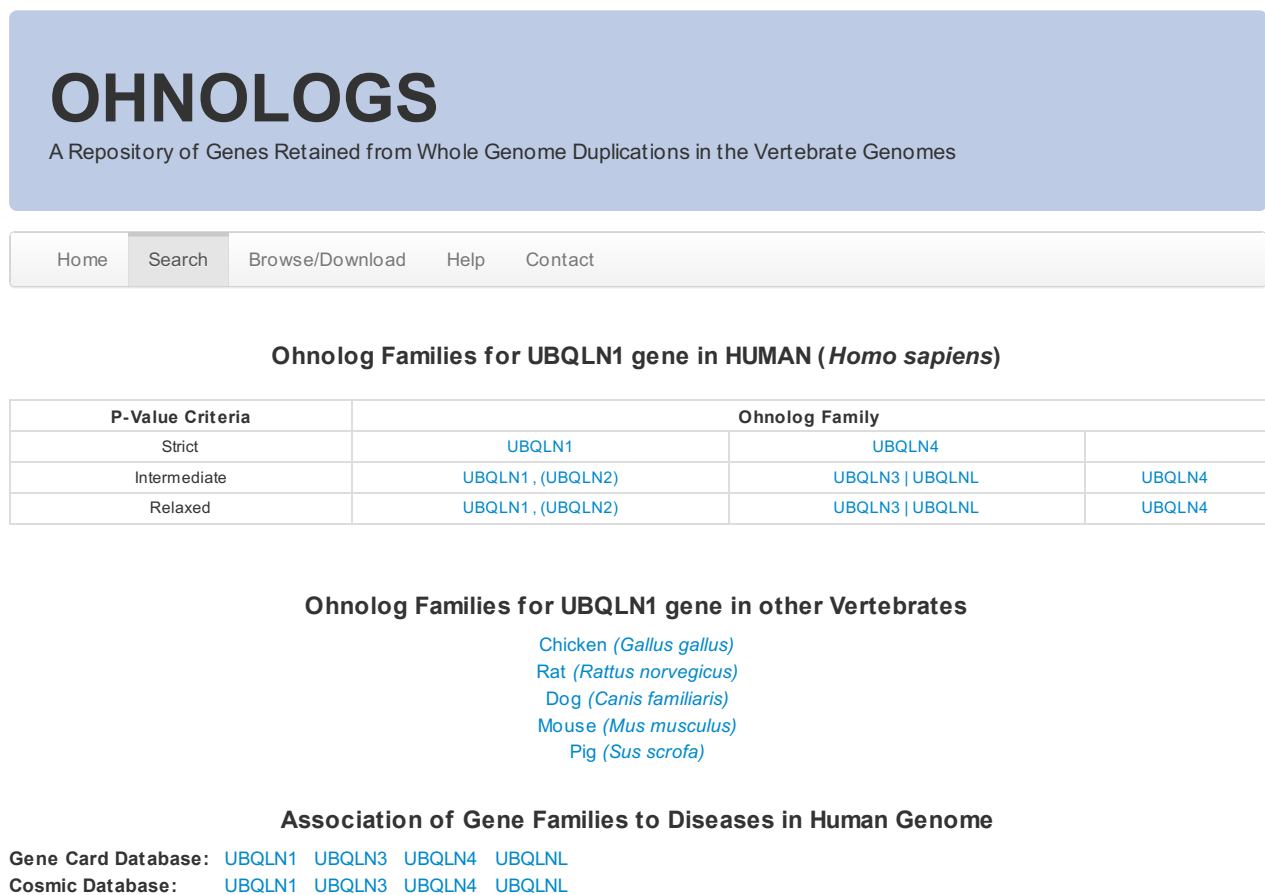 OHNOLOGS
A Repository of Genes Retained from Whole Genome Duplications in the Vertebrate Genomes
Home Search Browse/Download Help Contact
Ohnolog Families for UBQLN1 gene in HUMAN (Homo sapiens)
P-Value Criteria Ohnolog Family
Strict UBQLN1 UBQLN4
Intermediate UBQLN1 , (UBQLN2) UBQLN3 | UBQLNL UBQLN4
Relaxed UBQLN1 , (UBQLN2) UBQLN3 | UBQLNL UBQLN4
Ohnolog Families for UBQLN1 gene in other Vertebrates
Chicken (Gallus gallus)
Rat (Rattus norvegicus)
Dog (Canis familiaris)
Mouse (Mus musculus)
Pig (Sus scrofa)
Association of Gene Families to Diseases in Human Genome
Gene Card Database: UBQLN1 UBQLN3 UBQLN4 UBQLNL
Cosmic Database: UBQLN1 UBQLN3 UBQLN4 UBQLNL